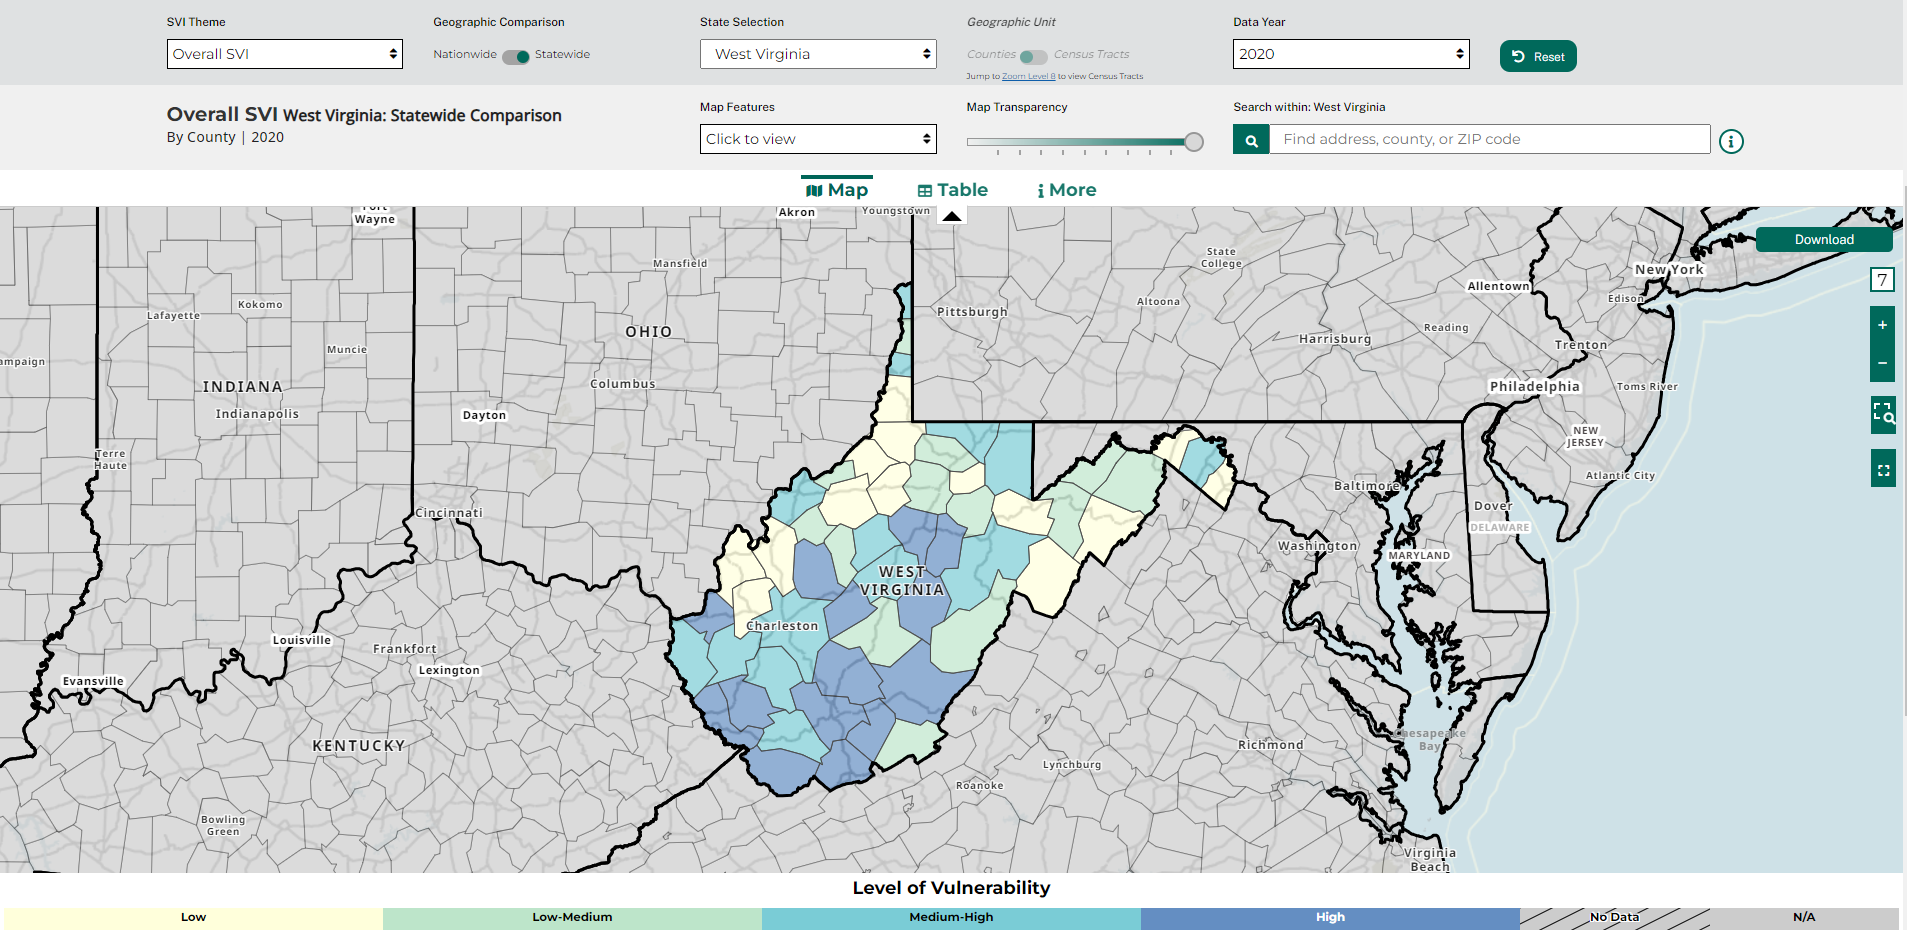 SVI Theme
Geographic Comparison
State Selection
Geographic Unit
Data Year
Overall SVI
Nationwide
Statewide
West Virginia
Counties
Census Tracts
2020
Reset
Jump to Zoom Level 8 to view Census Tracts
Overall SVI West Virginia: Statewide Comparison
By County | 2020
Map Features
Map Transparency
Search within: West Virginia
Click to view
Find address, county, or ZIP code
Map
Table
More
Download
7
+
−
Fort
Wayne
Akron
Youngstown
Mansfield
State
College
New York
Allentown
Edison
Kokomo
Lafayette
Pittsburgh
Altoona
Muncie
OHIO
Harrisburg
Reading
Trenton
ampaign
INDIANA
Columbus
Philadelphia
Toms River
Indianapolis
Dayton
NEW
JERSEY
Terre
Haute
Baltimore
Atlantic City
Cincinnati
Dover
DELAWARE
Washington
MARYLAND
WEST
VIRGINIA
Charleston
Louisville
Frankfort
Lexington
Evansville
KENTUCKY
Richmond
Chesapeake
Bay
Lynchburg
Roanoke
Bowling
Green
Virginia
Beach
Level of Vulnerability
Low
Low-Medium
Medium-High
High
No Data
N/A